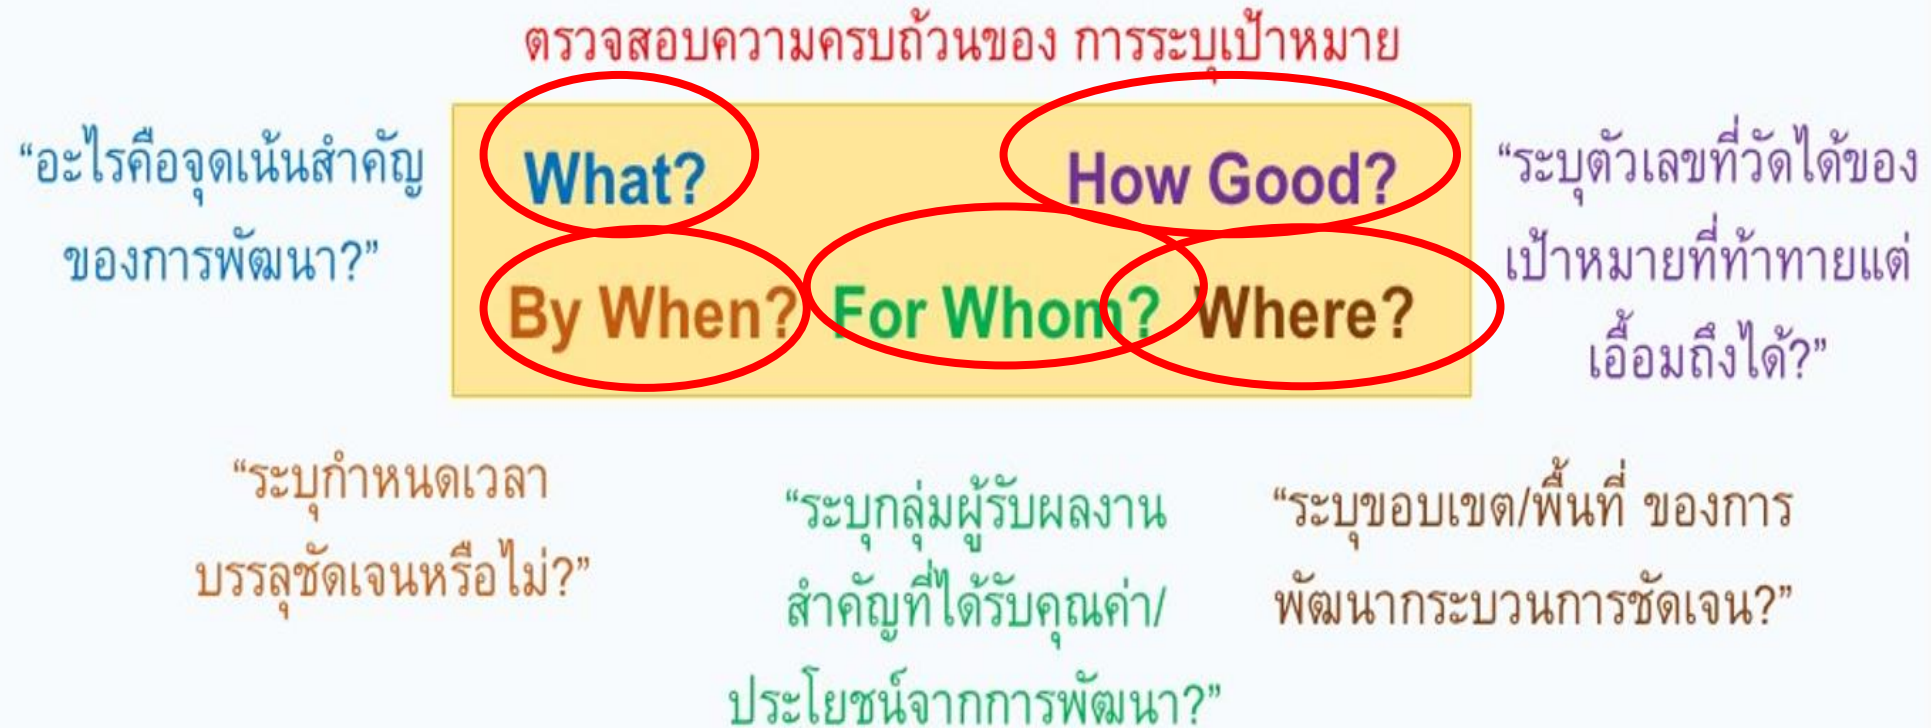 ตรวจสอบความครบถ้วนของ การระบุเป้าหมาย
“อะไรคือจุดเน้นสำคัญ
ของการพัฒนา?”
What?
How Good?
“ระบุตัวเลขที่วัดได้ของ
เป้าหมายที่ท้าทายแต่
เอื้อมถึงได้?”
By When? For Whom? Where?
“ระบุกำหนดเวลา
บรรลุชัดเจนหรือไม่?”
“ระบุกลุ่มผู้รับผลงาน
สำคัญที่ได้รับคุณค่า/
ประโยชน์จากการพัฒนา?”
“ระบุขอบเขต/พื้นที่ ของการ
พัฒนากระบวนการชัดเจน?”